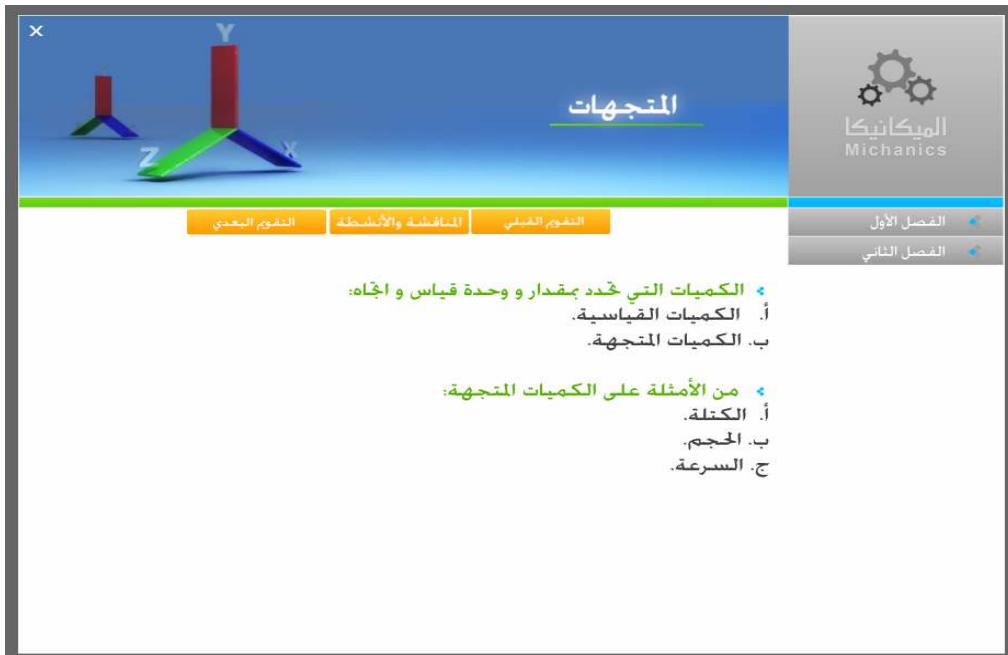 ×
Y
Z
X
المتجهات
الميكانيكا
Michanics
التقويم القبلي
المناقشة والأنشطة
التقويم البعدي
الفصل الأول
الفصل الثاني
الكميات التي تحدد بمقدار و وحدة قياس و اتجاه:
أ. الكميات القياسية.
ب. الكميات المتجهة.
من الأمثلة على الكميات المتجهة:
أ. الكتلة.
ب. الحجم.
ج. السرعة.